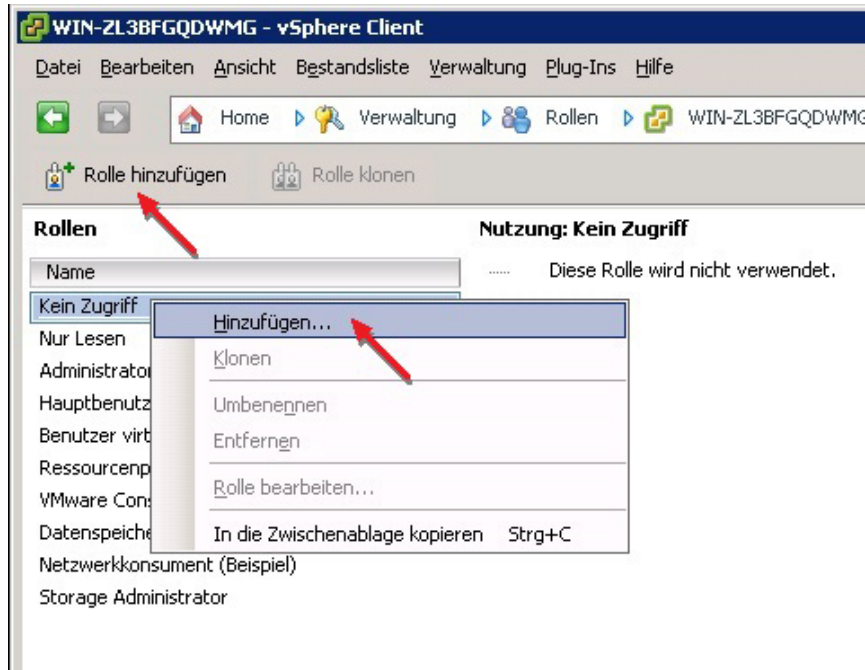 WIN-ZL3BFGQDWMG - vSphere Client
Datei Bearbeiten Ansicht Bestandsliste Verwaltung Plug-Ins Hilfe
Home Verwaltung Rollen WIN-ZL3BFGQDWMG
Rolle hinzufügen Rolle klonen
Rollen Nutzung: Kein Zugriff
Name Diese Rolle wird nicht verwendet.
Kein Zugriff
Hinzufügen...
Nur Lesen
Klonen
Administrator
Hauptbenutz
Umbenennen
Benutzer virt
Entfernen
Ressourcenp
Rolle bearbeiten...
VMware Cons
Datenspeiche
In die Zwischenablage kopieren Strg+C
Netzwerkkonsument (Beispiel)
Storage Administrator